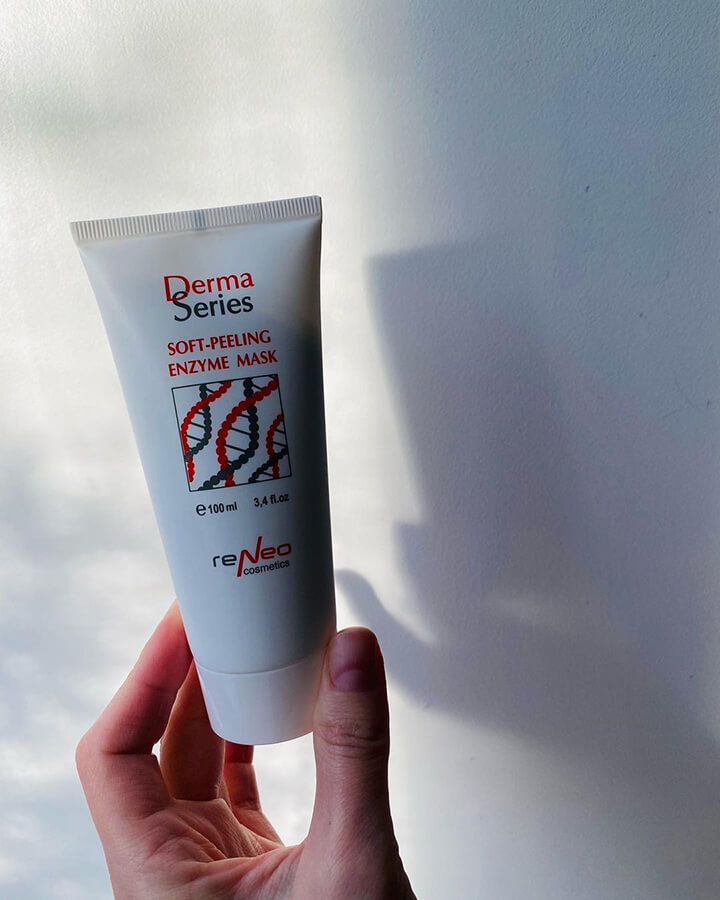 Derma
Series
SOFT-PEELING
ENZYME MASK
℮ 100 ml 3,4 fl.oz
reNeo
cosmetics